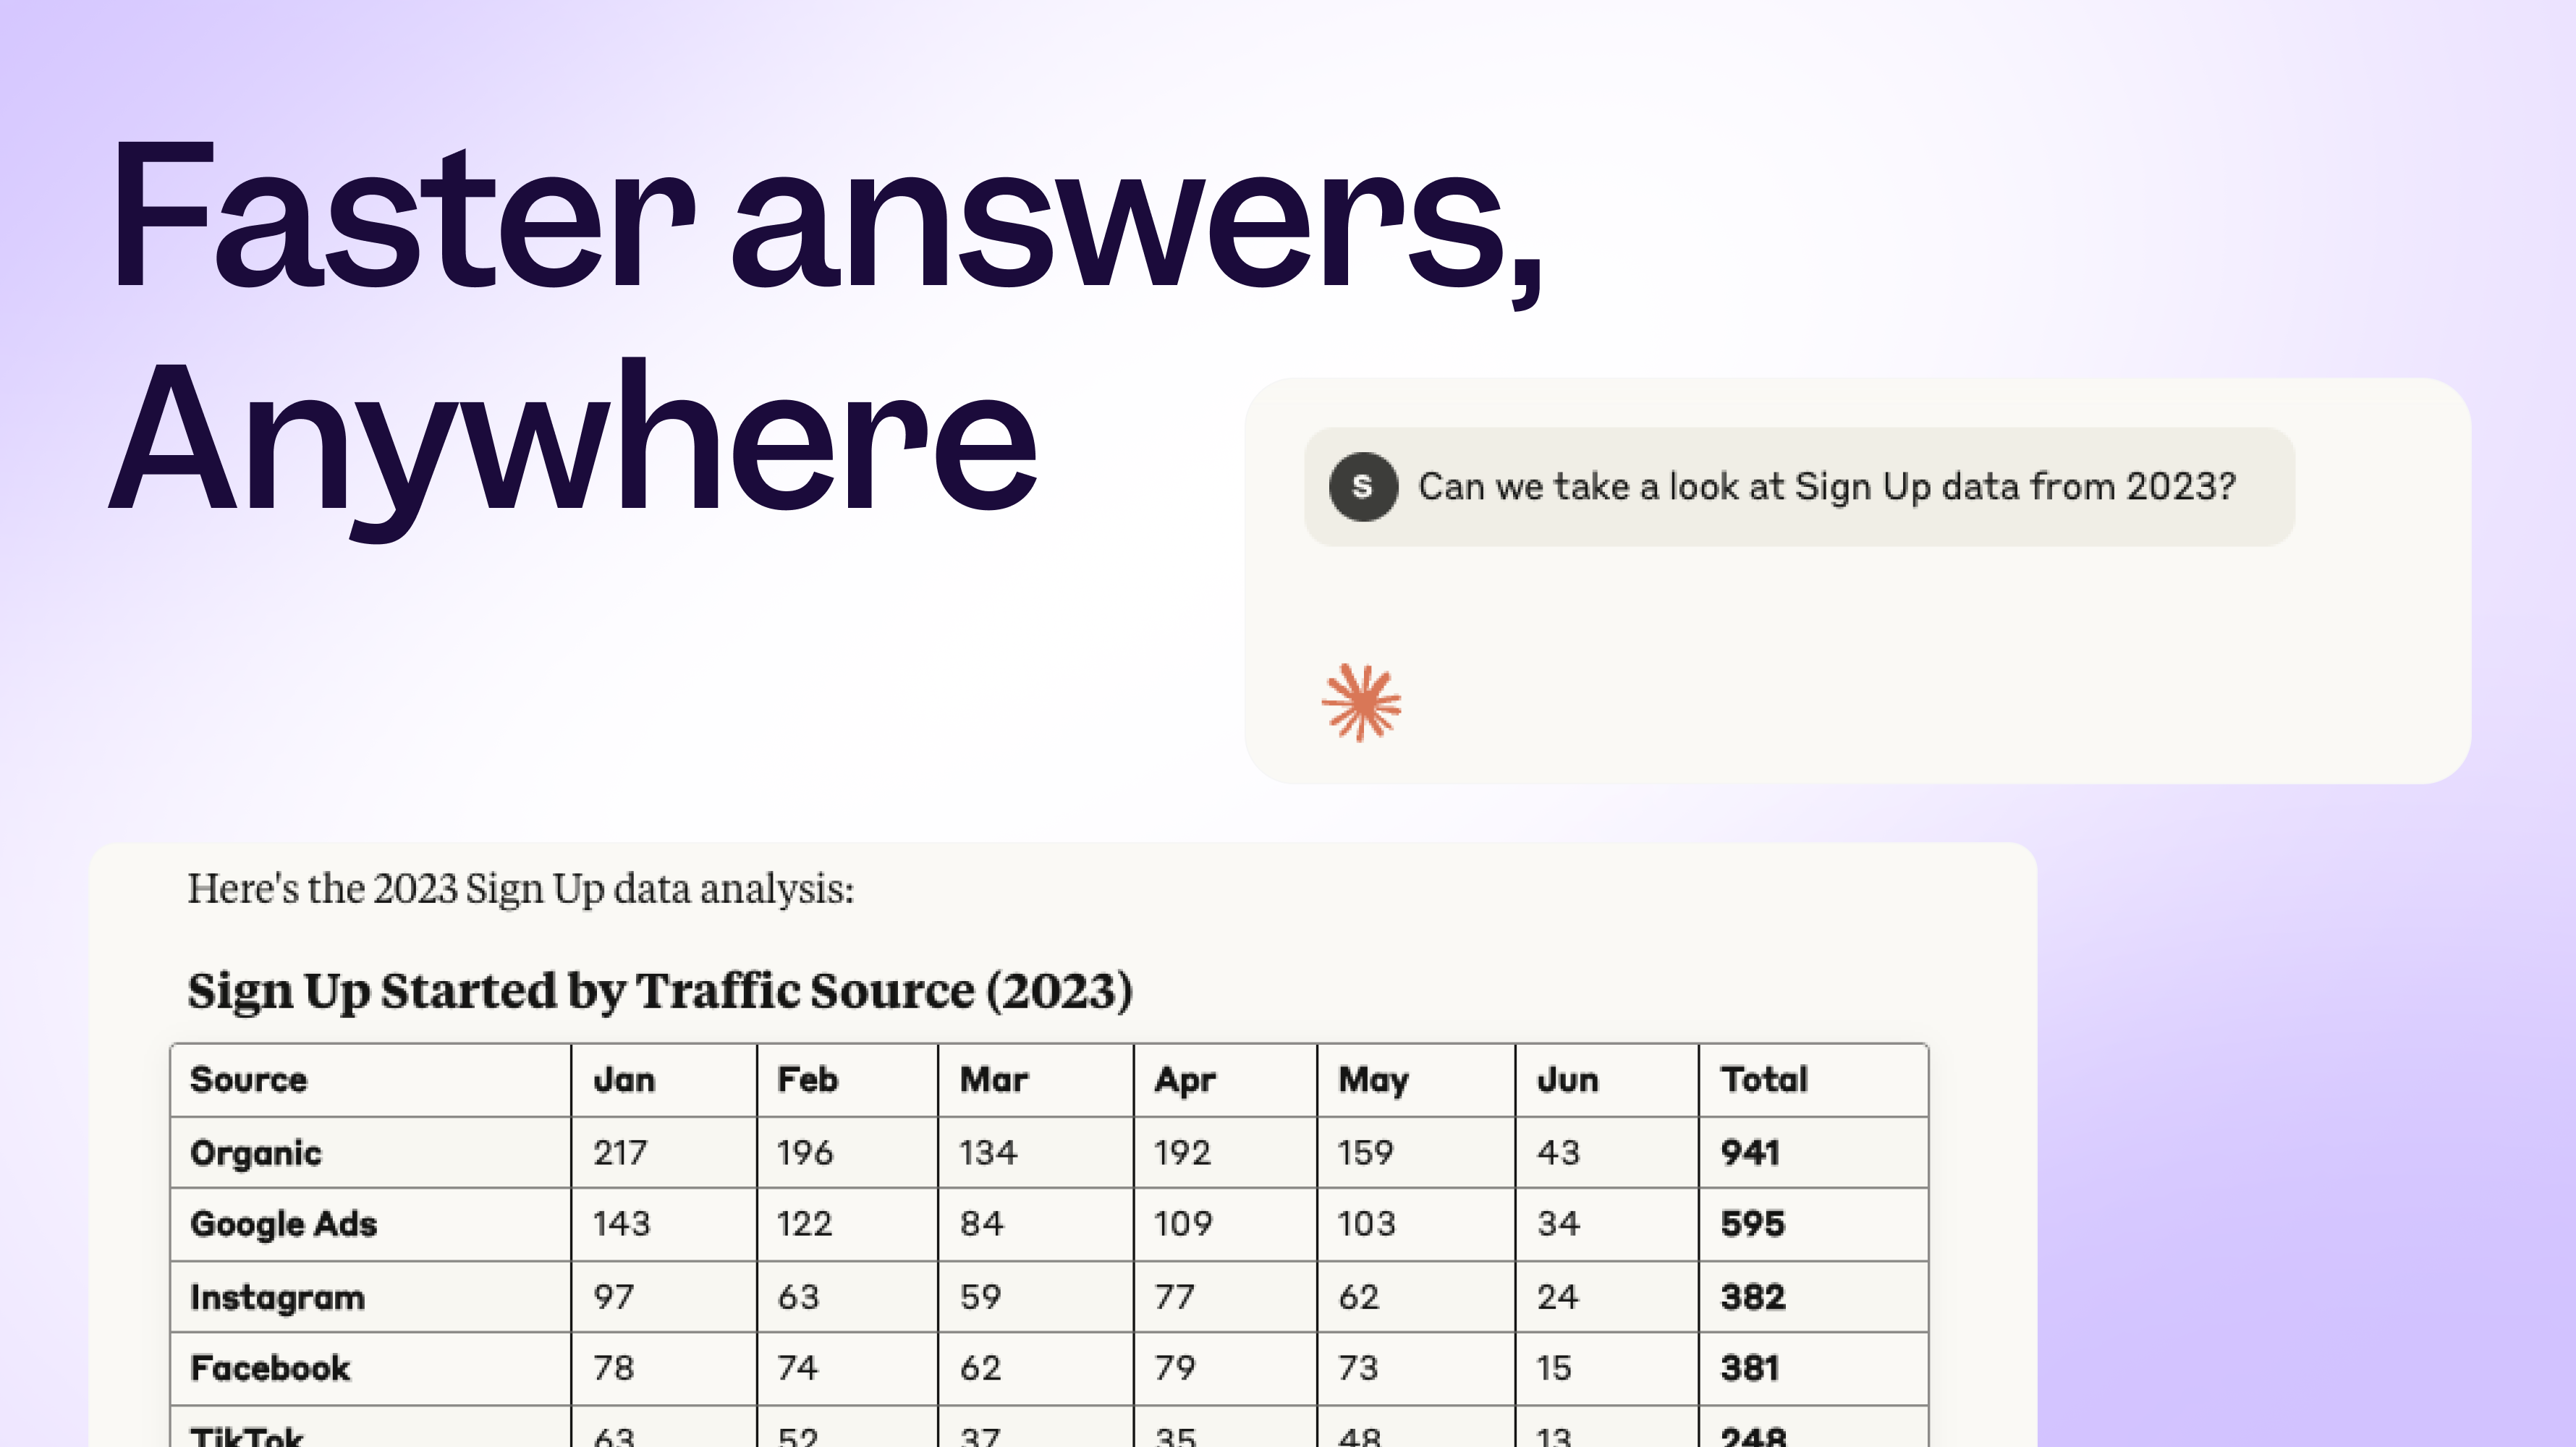 Faster answers,
Anywhere
S Can we take a look at Sign Up data from 2023?
Here's the 2023 Sign Up data analysis:
Sign Up Started by Traffic Source (2023)
Source Jan Feb Mar Apr May Jun Total
Organic 217 196 134 192 159 43 941
Google Ads 143 122 84 109 103 34 595
Instagram 97 63 59 77 62 24 382
Facebook 78 74 62 79 73 15 381
TikTok 63 52 37 35 48 13 248